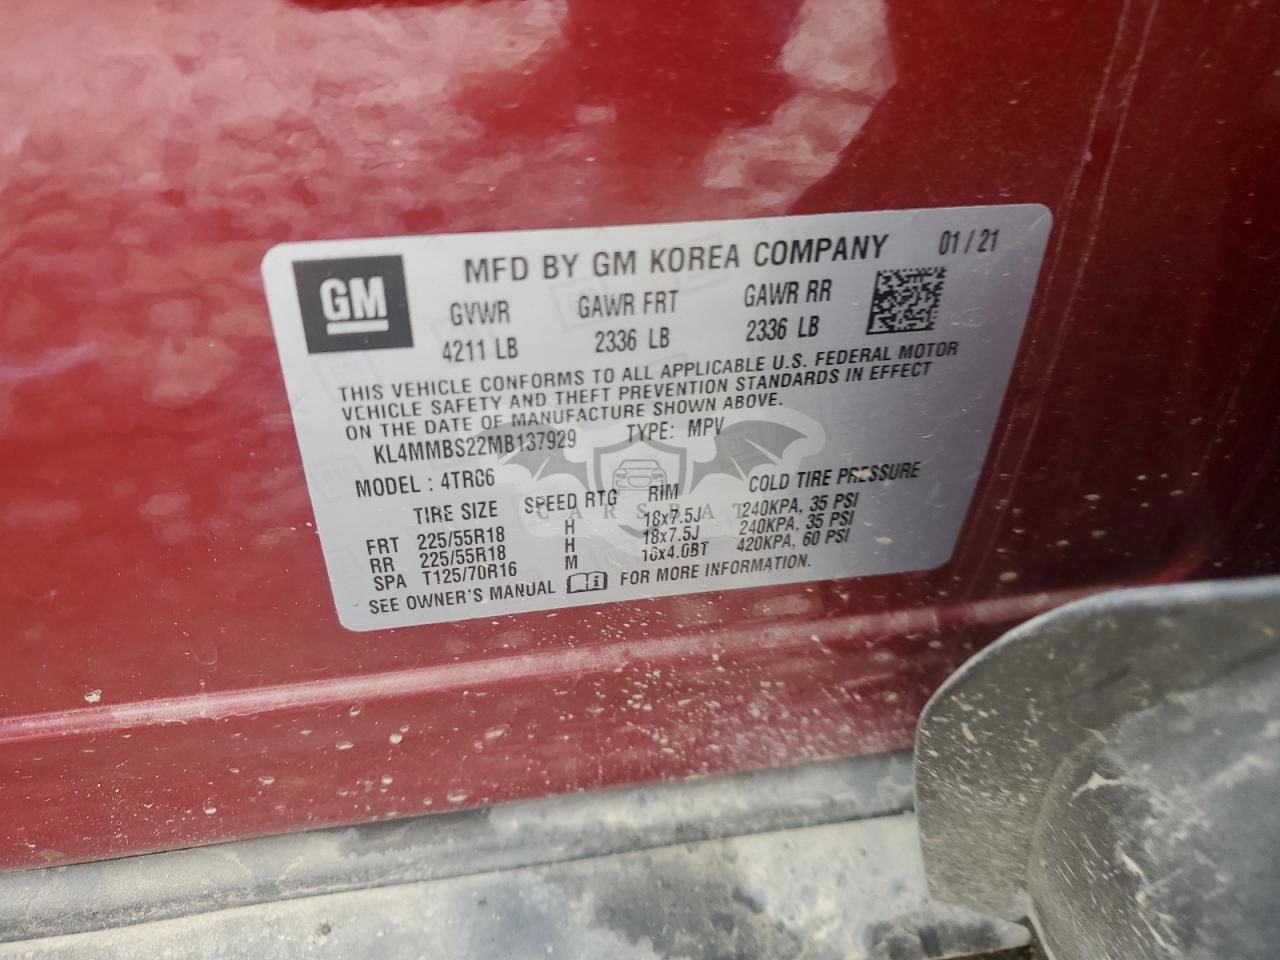 GM
MFD BY GM KOREA COMPANY 01 / 21
GVWR GAWR FRT GAWR RR
4211 LB 2336 LB 2336 LB
THIS VEHICLE CONFORMS TO ALL APPLICABLE U.S. FEDERAL MOTOR
VEHICLE SAFETY AND THEFT PREVENTION STANDARDS IN EFFECT
ON THE DATE OF MANUFACTURE SHOWN ABOVE.
KL4MMBS22MB137929 TYPE: MPV
MODEL : 4TR06
TIRE SIZE SPEED RTG RIM COLD TIRE PRESSURE
FRT 225/55R18 H 18x7.5J 240KPA, 35 PSI
RR 225/55R18 H 18x7.5J 240KPA, 35 PSI
SPA T125/70R16 M 16x4.0BT 420KPA, 60 PSI
SEE OWNER'S MANUAL FOR MORE INFORMATION.
CARSBAT